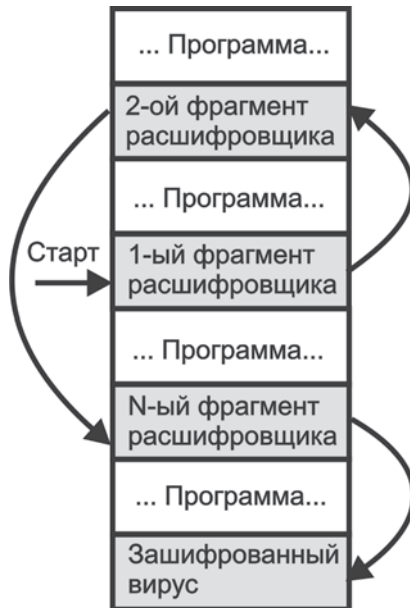 ... Программа...
2-ой фрагмент
расшифровщика
... Программа...
Старт
1-ый фрагмент
расшифровщика
... Программа...
N-ый фрагмент
расшифровщика
... Программа...
Зашифрованный
вирус